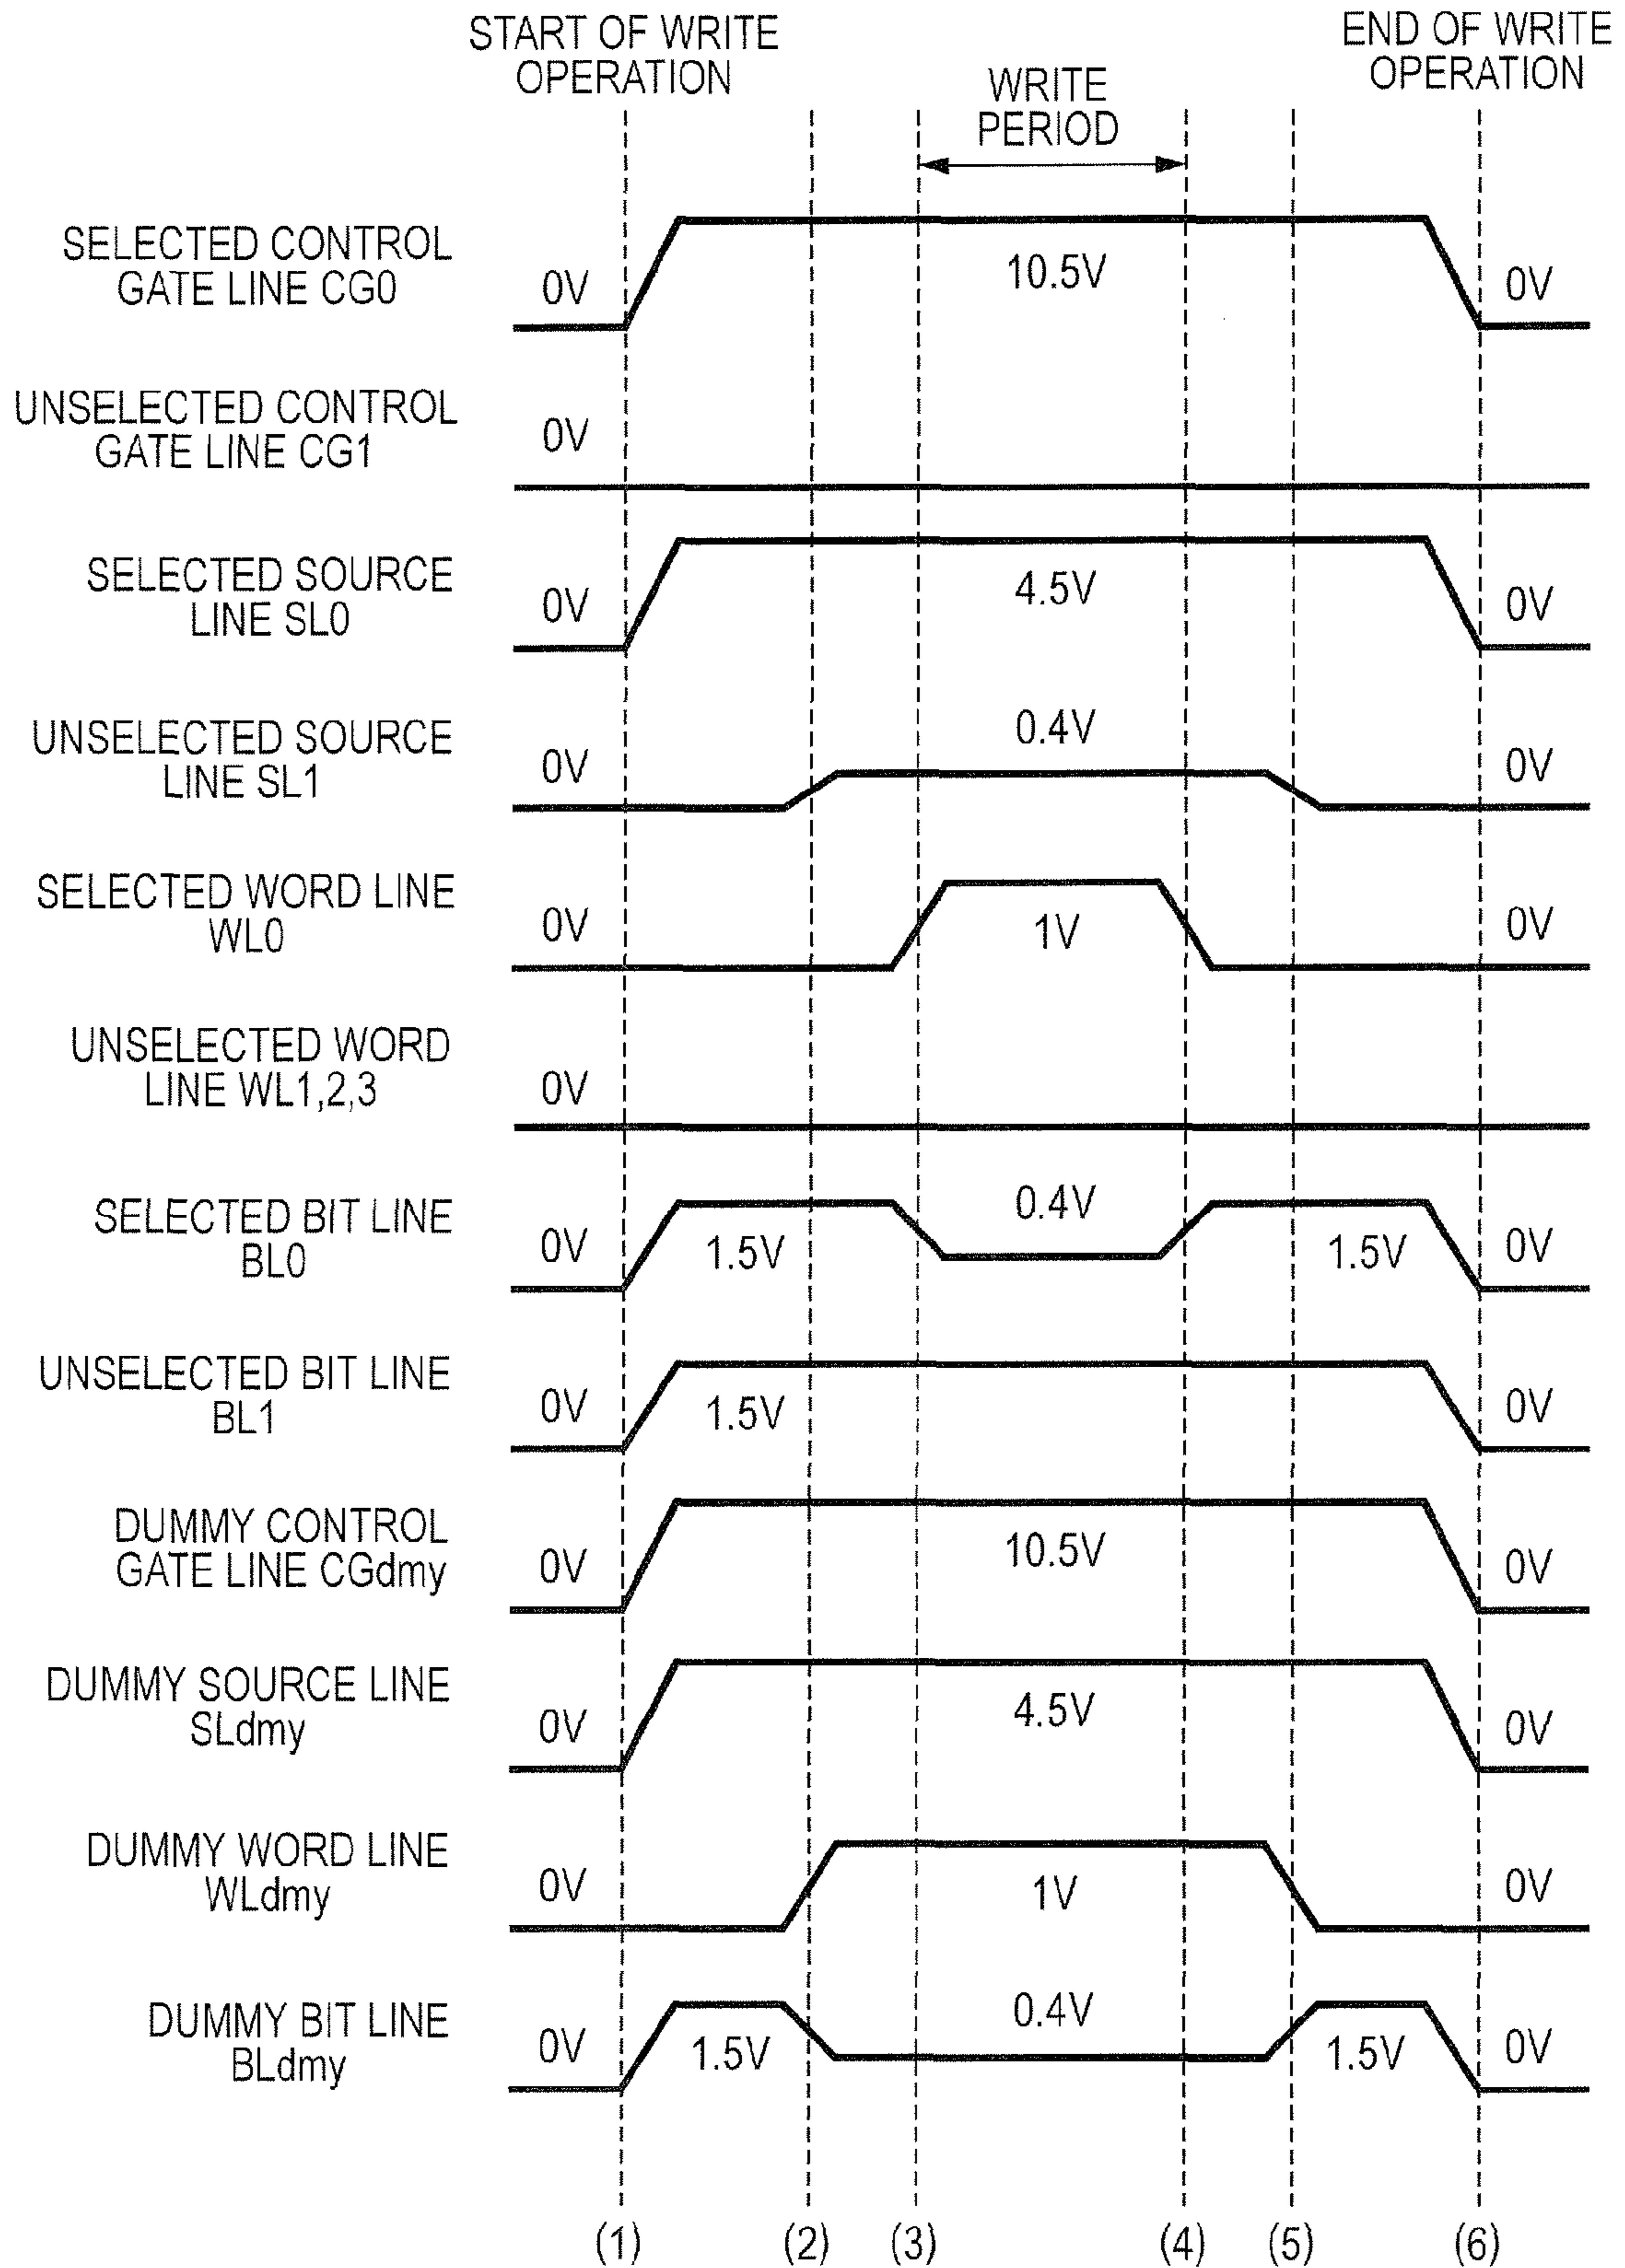 START OF WRITE
OPERATION
END OF WRITE
OPERATION
WRITE
PERIOD
SELECTED CONTROL
GATE LINE CG0
0V
10.5V
0V
UNSELECTED CONTROL
GATE LINE CG1
0V
SELECTED SOURCE
LINE SL0
0V
4.5V
0V
UNSELECTED SOURCE
LINE SL1
0V
0.4V
0V
SELECTED WORD LINE
WL0
0V
1V
0V
UNSELECTED WORD
LINE WL1,2,3
0V
SELECTED BIT LINE
BL0
0V
1.5V
0.4V
1.5V
0V
UNSELECTED BIT LINE
BL1
0V
1.5V
0V
DUMMY CONTROL
GATE LINE CGdmy
0V
10.5V
0V
DUMMY SOURCE LINE
SLdmy
0V
4.5V
0V
DUMMY WORD LINE
WLdmy
0V
1V
0V
DUMMY BIT LINE
BLdmy
0V
1.5V
0.4V
1.5V
0V
(1) (2) (3) (4) (5) (6)